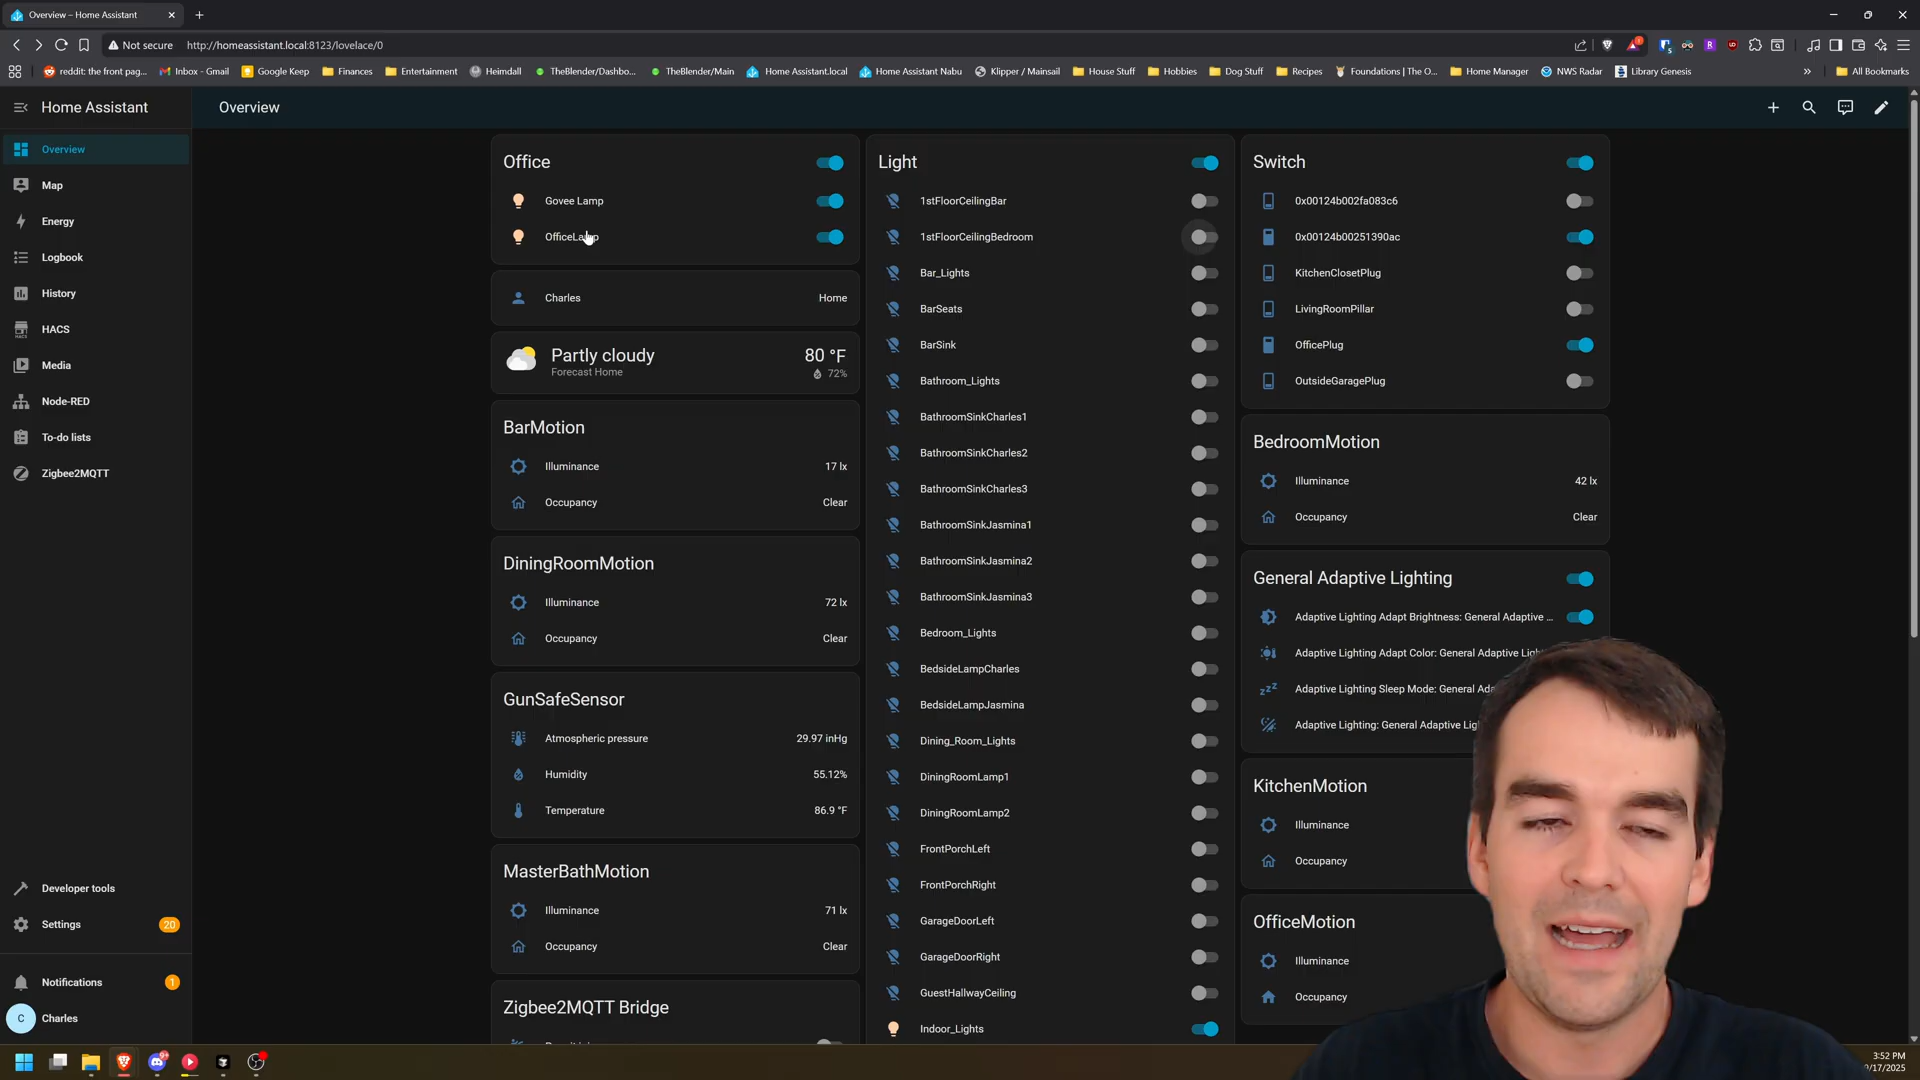 Overview – Home Assistant
Not secure
http://homeassistant.local:8123/lovelace/0
reddit: the front pag...
Inbox - Gmail
Google Keep
Finances
Entertainment
Heimdall
TheBlender/Dashbo...
TheBlender/Main
Home Assistant.local
Home Assistant Nabu
Klipper / Mainsail
House Stuff
Hobbies
Dog Stuff
Recipes
Foundations | The O...
Home Manager
NWS Radar
Library Genesis
All Bookmarks
Home Assistant
Overview
Overview
Map
Energy
Logbook
History
HACS
Media
Node-RED
To-do lists
Zigbee2MQTT
Developer tools
Settings
20
Notifications
1
C
Charles
Office
Govee Lamp
OfficeLamp
Charles
Home
Partly cloudy
80 °F
Forecast Home
72%
BarMotion
Illuminance
17 lx
Occupancy
Clear
DiningRoomMotion
Illuminance
72 lx
Occupancy
Clear
GunSafeSensor
Atmospheric pressure
29.97 inHg
Humidity
55.12%
Temperature
86.9 °F
MasterBathMotion
Illuminance
71 lx
Occupancy
Clear
Zigbee2MQTT Bridge
Light
1stFloorCeilingBar
1stFloorCeilingBedroom
Bar_Lights
BarSeats
BarSink
Bathroom_Lights
BathroomSinkCharles1
BathroomSinkCharles2
BathroomSinkCharles3
BathroomSinkJasmina1
BathroomSinkJasmina2
BathroomSinkJasmina3
Bedroom_Lights
BedsideLampCharles
BedsideLampJasmina
Dining_Room_Lights
DiningRoomLamp1
DiningRoomLamp2
FrontPorchLeft
FrontPorchRight
GarageDoorLeft
GarageDoorRight
GuestHallwayCeiling
Indoor_Lights
Switch
0x00124b002fa083c6
0x00124b00251390ac
KitchenClosetPlug
LivingRoomPillar
OfficePlug
OutsideGaragePlug
BedroomMotion
Illuminance
42 lx
Occupancy
Clear
General Adaptive Lighting
Adaptive Lighting Adapt Brightness: General Adaptive ...
Adaptive Lighting Adapt Color: General Adaptive
Adaptive Lighting Sleep Mode: General
Adaptive Lighting: General Adaptive
KitchenMotion
Illuminance
Occupancy
OfficeMotion
Illuminance
Occupancy
3:52 PM
/17/2025